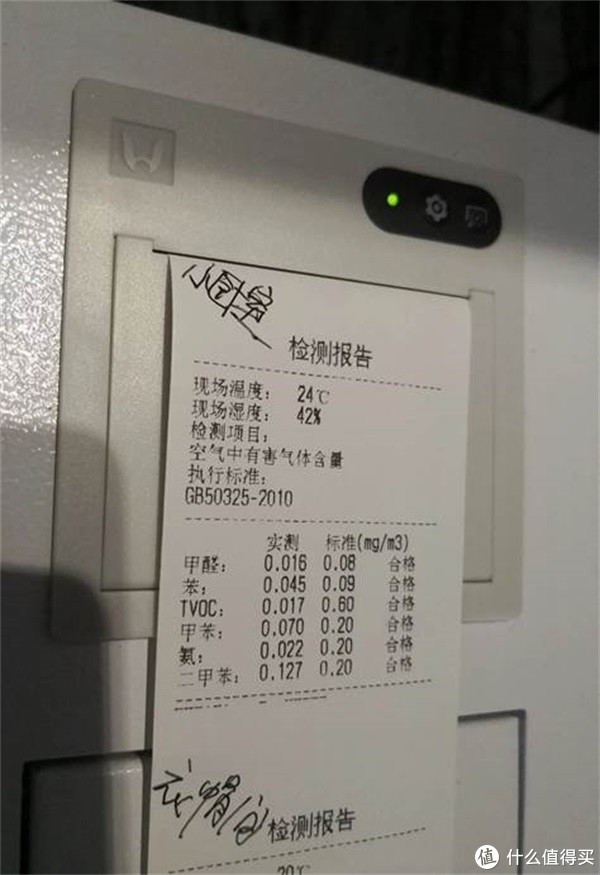 小厨房
检测报告
现场温度： 24℃
现场湿度： 42%
检测项目：
空气中有害气体含量
执行标准：
GB50325-2010
实测 标准(mg/m3)
甲醛： 0.016 0.08 合格
苯： 0.045 0.09 合格
TVOC： 0.017 0.60 合格
甲苯： 0.070 0.20 合格
氨： 0.022 0.20 合格
二甲苯： 0.127 0.20 合格
检测报告
20℃
值 什么值得买